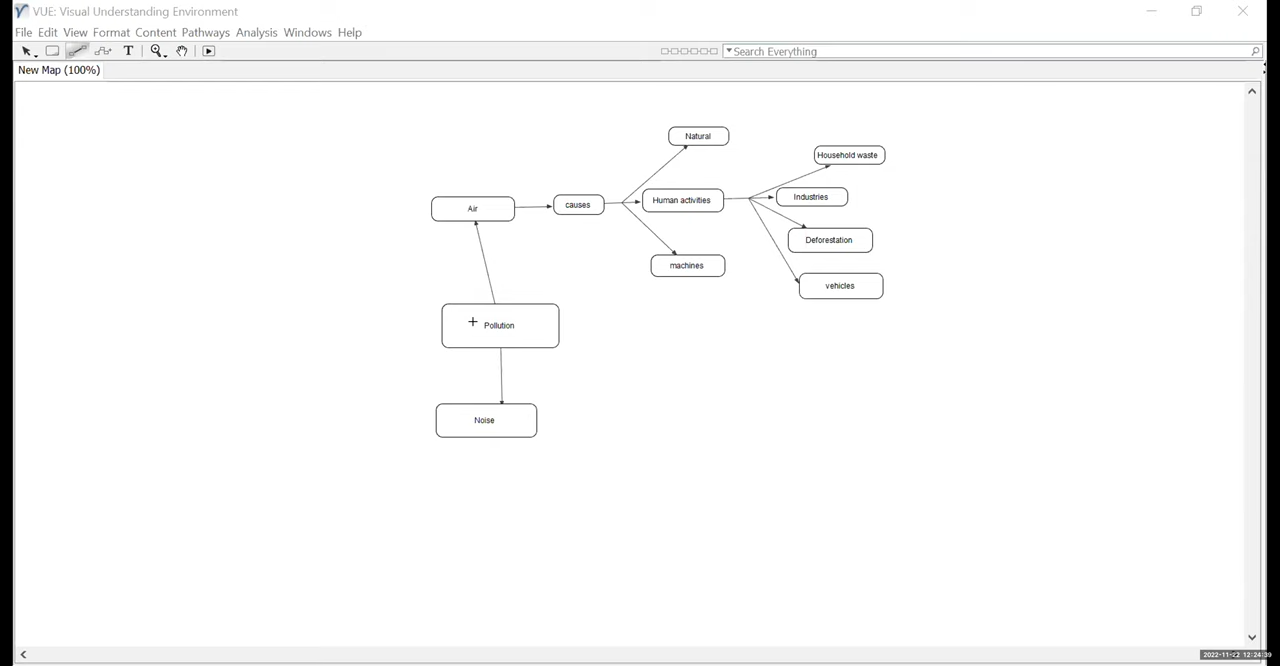 VUE: Visual Understanding Environment
File Edit View Format Content Pathways Analysis Windows Help
T
Search Everything
New Map (100%)
Natural
Household waste
Air
causes
Human activities
Industries
Deforestation
machines
vehicles
Pollution
Noise
2022-11-22 12:24:39